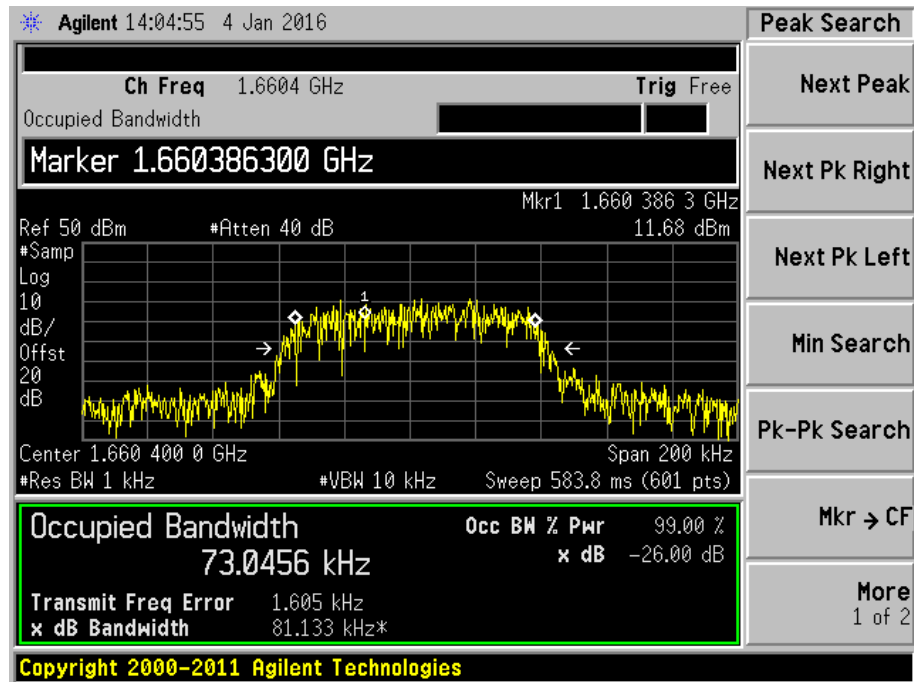 Agilent 14:04:55 4 Jan 2016
Peak Search
Ch Freq 1.6604 GHz Trig Free
Occupied Bandwidth
Marker 1.660386300 GHz
Mkr1 1.660 386 3 GHz
Ref 50 dBm #Atten 40 dB 11.68 dBm
#Samp
Log
10
dB/
Offst
20
dB
1
Center 1.660 400 0 GHz Span 200 kHz
#Res BW 1 kHz #VBW 10 kHz Sweep 583.8 ms (601 pts)
Occupied Bandwidth Occ BW % Pwr 99.00 %
73.0456 kHz x dB -26.00 dB
Transmit Freq Error 1.605 kHz
x dB Bandwidth 81.133 kHz*
Copyright 2000-2011 Agilent Technologies
Next Peak
Next Pk Right
Next Pk Left
Min Search
Pk-Pk Search
Mkr → CF
More
1 of 2